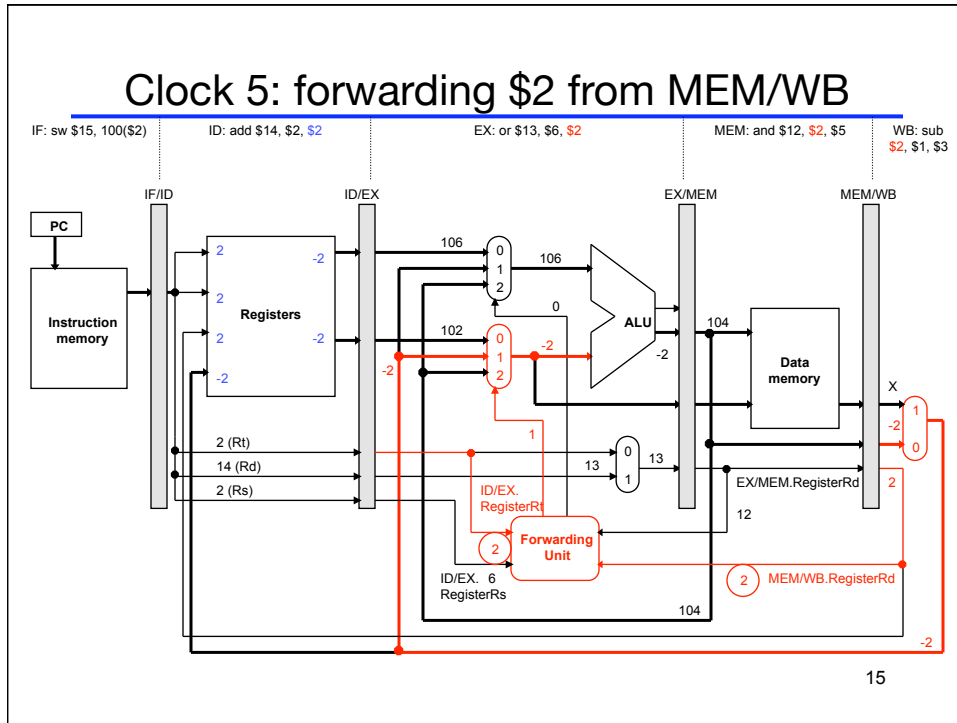 Clock 5: forwarding $2 from MEM/WB
IF: sw $15, 100($2)
ID: add $14, $2, $2
EX: or $13, $6, $2
MEM: and $12, $2, $5
WB: sub
$2, $1, $3
IF/ID
ID/EX
EX/MEM
MEM/WB
PC
Instruction
memory
2
2
2
-2
Registers
-2
-2
106
102
-2
0
1
2
0
1
2
106
0
-2
1
ALU
-2
104
Data
memory
X
-2
1
0
2 (Rt)
14 (Rd)
2 (Rs)
13
0
1
13
EX/MEM.RegisterRd
2
12
ID/EX.
RegisterRt
2
Forwarding
Unit
ID/EX. 6
RegisterRs
2
MEM/WB.RegisterRd
104
-2
15